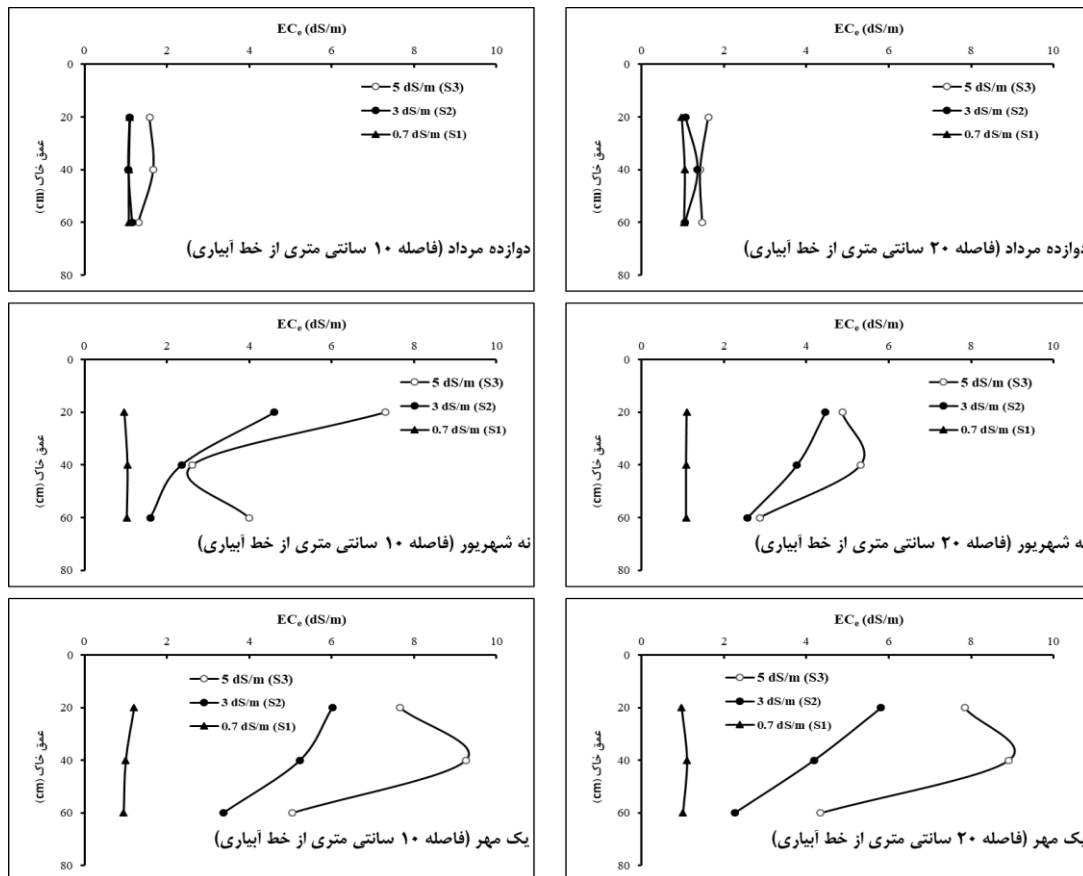 ECe (dS/m)
0 2 4 6 8 10
0
20
40
60
80
عمق خاک (cm)
5 dS/m (S3)
3 dS/m (S2)
0.7 dS/m (S1)
دوازده مرداد (فاصله ۱۰ سانتی متری از خط آبیاری)
ECe (dS/m)
0 2 4 6 8 10
0
20
40
60
80
عمق خاک (cm)
5 dS/m (S3)
3 dS/m (S2)
0.7 dS/m (S1)
دوازده مرداد (فاصله ۲۰ سانتی متری از خط آبیاری)
ECe (dS/m)
0 2 4 6 8 10
0
20
40
60
80
عمق خاک (cm)
5 dS/m (S3)
3 dS/m (S2)
0.7 dS/m (S1)
نه شهریور (فاصله ۱۰ سانتی متری از خط آبیاری)
ECe (dS/m)
0 2 4 6 8 10
0
20
40
60
80
عمق خاک (cm)
5 dS/m (S3)
3 dS/m (S2)
0.7 dS/m (S1)
نه شهریور (فاصله ۲۰ سانتی متری از خط آبیاری)
ECe (dS/m)
0 2 4 6 8 10
0
20
40
60
80
عمق خاک (cm)
5 dS/m (S3)
3 dS/m (S2)
0.7 dS/m (S1)
یک مهر (فاصله ۱۰ سانتی متری از خط آبیاری)
ECe (dS/m)
0 2 4 6 8 10
0
20
40
60
80
عمق خاک (cm)
5 dS/m (S3)
3 dS/m (S2)
0.7 dS/m (S1)
یک مهر (فاصله ۲۰ سانتی متری از خط آبیاری)